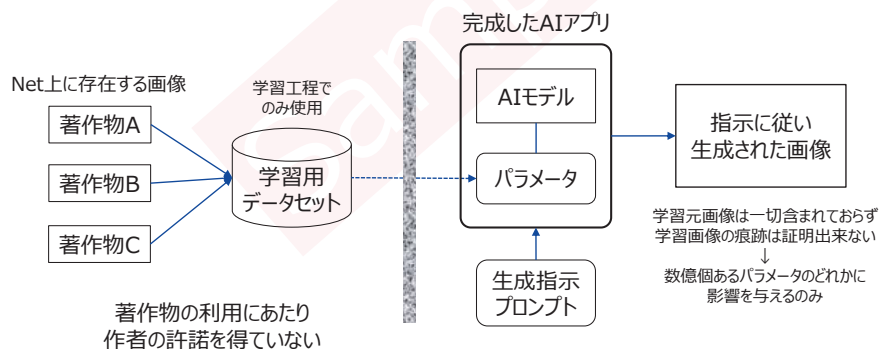 完成したAIアプリ
Net上に存在する画像
学習工程で
のみ使用
著作物A
著作物B
著作物C
学習用
データセット
AIモデル
パラメータ
指示に従い
生成された画像
学習元画像は一切含まれておらず
学習画像の痕跡は証明出来ない
↓
数億個あるパラメータのどれかに
影響を与えるのみ
生成指示
プロンプト
著作物の利用にあたり
作者の許諾を得ていない
Sam